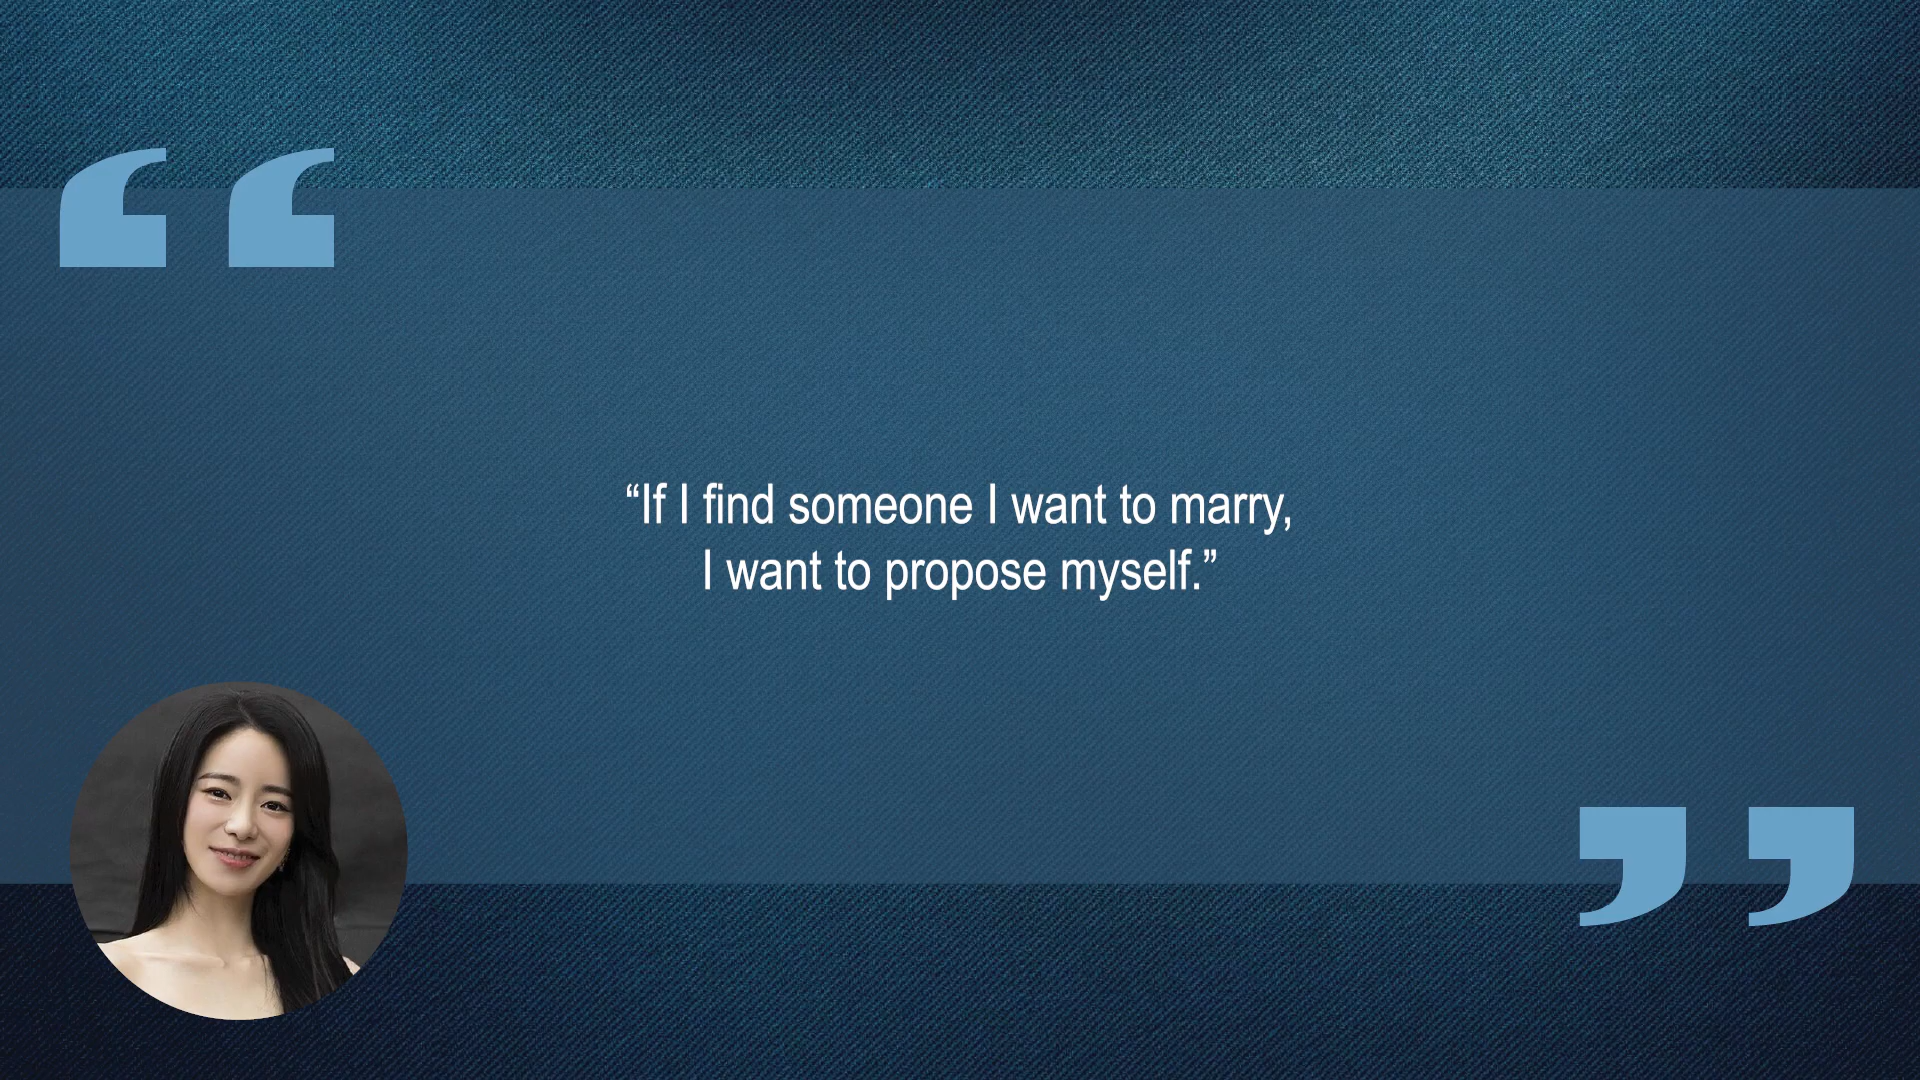 “If I find someone I want to marry,
I want to propose myself.”